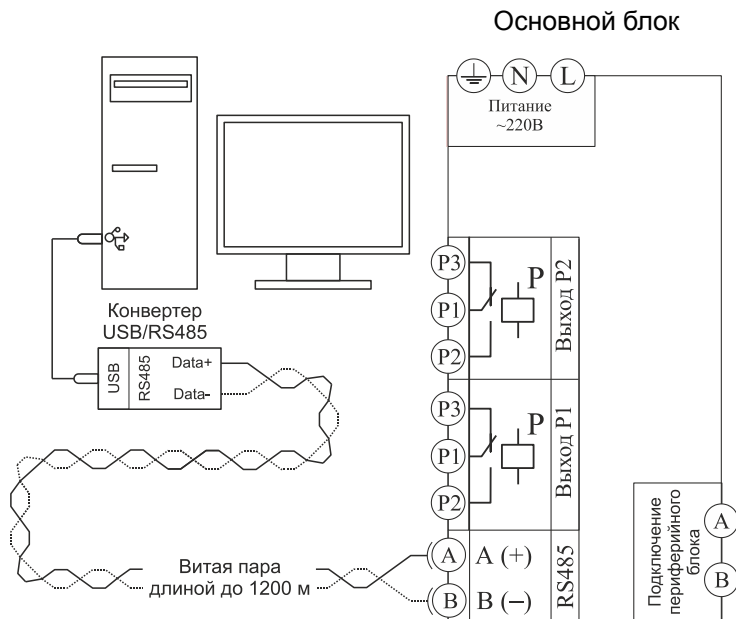 Основной блок
N
L
Питание
~220В
P3
P1
P2
P
Выход P2
Конвертер
USB/RS485
USB
RS485
Data+
Data-
P3
P1
P2
P
Выход P1
Витая пара
длиной до 1200 м
A
A (+)
B
B (–)
RS485
Подключение
периферийного
блока
A
B